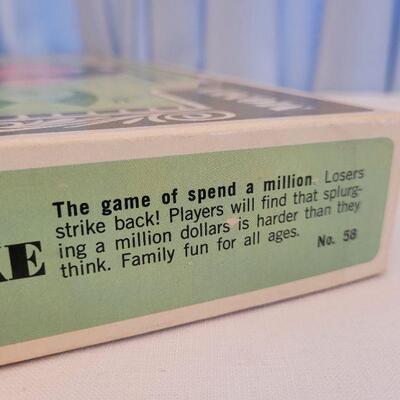 The game of spend a million. Losers
strike back! Players will find that splurg-
ing a million dollars is harder than they
think. Family fun for all ages.
No. 58
KE